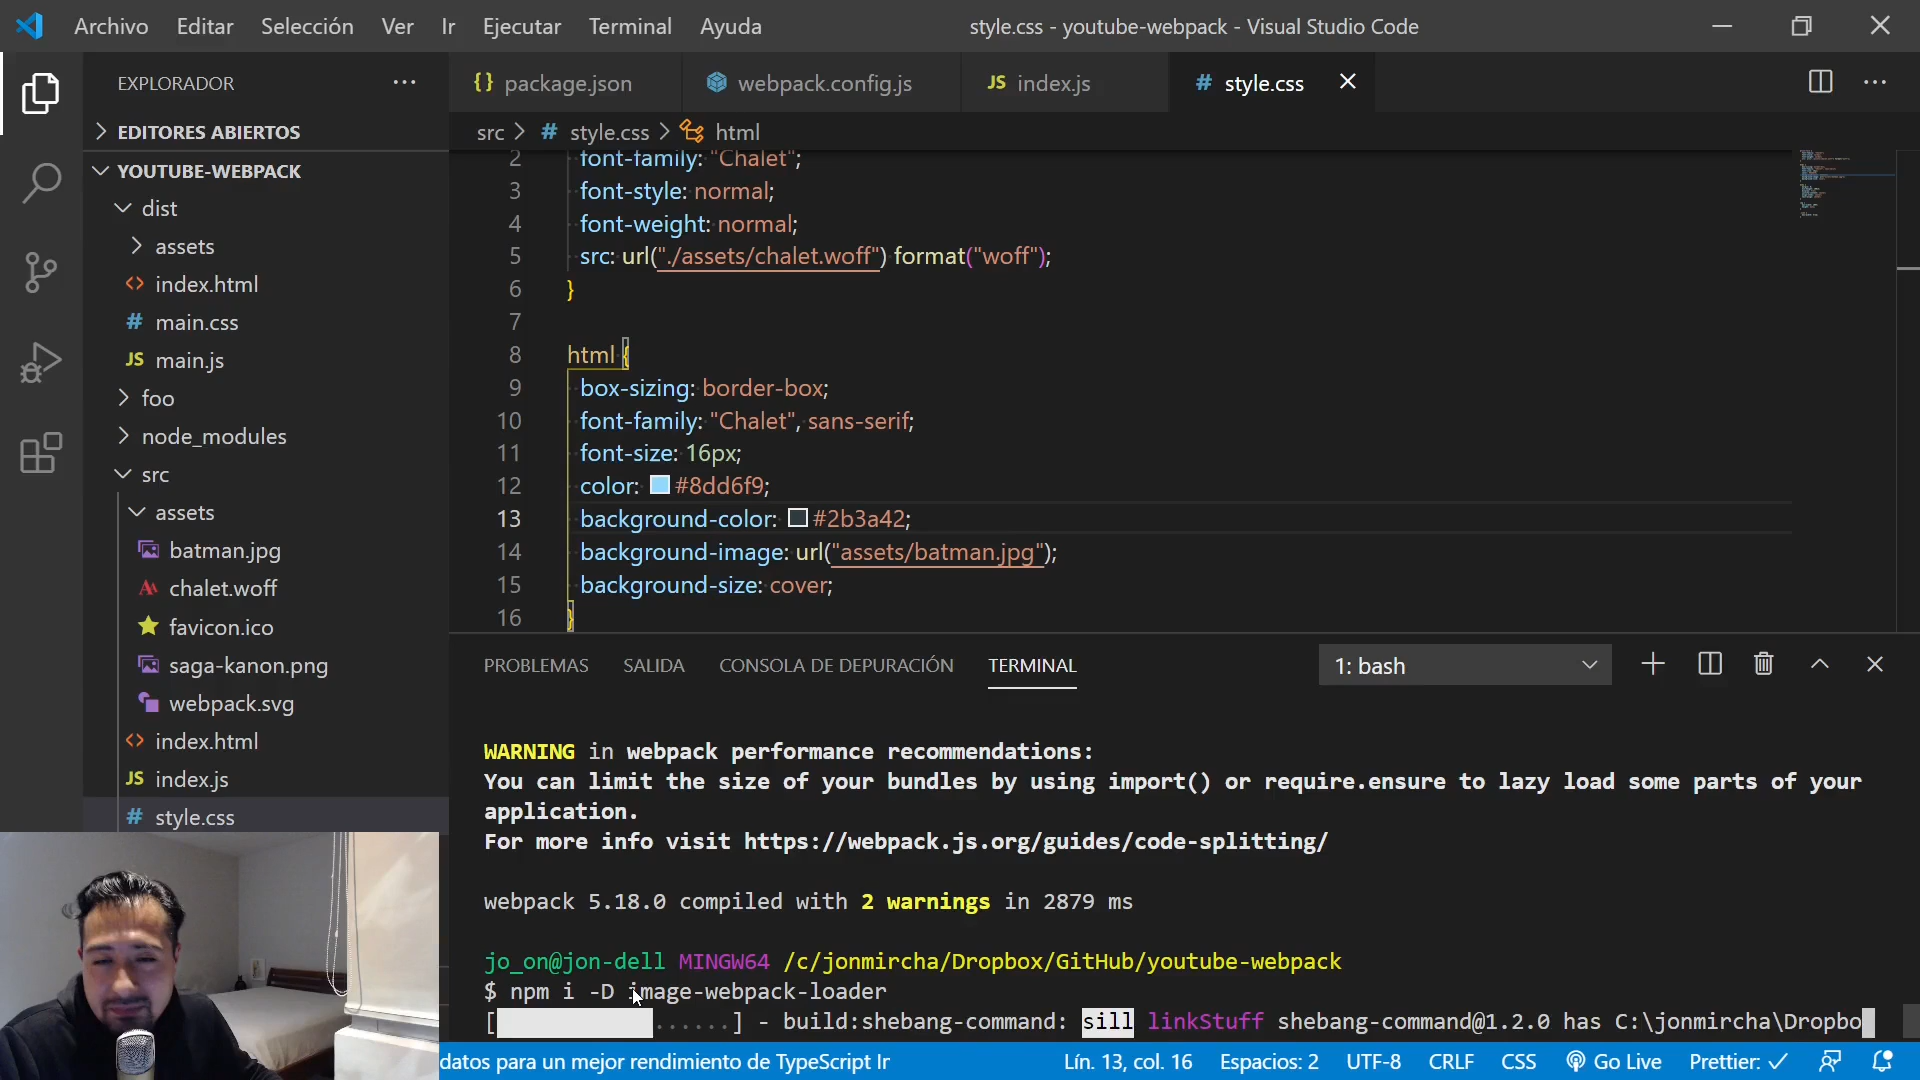 Archivo Editar Selección Ver Ir Ejecutar Terminal Ayuda style.css - youtube-webpack - Visual Studio Code
EXPLORADOR
EDITORES ABIERTOS
YOUTUBE-WEBPACK
dist
assets
index.html
# main.css
JS main.js
foo
node_modules
src
assets
batman.jpg
chalet.woff
favicon.ico
saga-kanon.png
webpack.svg
index.html
JS index.js
# style.css
{} package.json webpack.config.js JS index.js # style.css
src > # style.css > html
2 font-family: "Chalet";
3 font-style: normal;
4 font-weight: normal;
5 src: url("./assets/chalet.woff") format("woff");
6 }
7
8 html {
9 box-sizing: border-box;
10 font-family: "Chalet", sans-serif;
11 font-size: 16px;
12 color: #8dd6f9;
13 background-color: #2b3a42;
14 background-image: url("assets/batman.jpg");
15 background-size: cover;
16 }
PROBLEMAS SALIDA CONSOLA DE DEPURACIÓN TERMINAL 1: bash
WARNING in webpack performance recommendations:
You can limit the size of your bundles by using import() or require.ensure to lazy load some parts of your
application.
For more info visit https://webpack.js.org/guides/code-splitting/
webpack 5.18.0 compiled with 2 warnings in 2879 ms
jo_on@jon-dell MINGW64 /c/jonmircha/Dropbox/GitHub/youtube-webpack
$ npm i -D image-webpack-loader
[ ......] - build:shebang-command: sill linkStuff shebang-command@1.2.0 has C:\jonmircha\Dropbo
datos para un mejor rendimiento de TypeScript Ir Lín. 13, col. 16 Espacios: 2 UTF-8 CRLF CSS Go Live Prettier: ✓